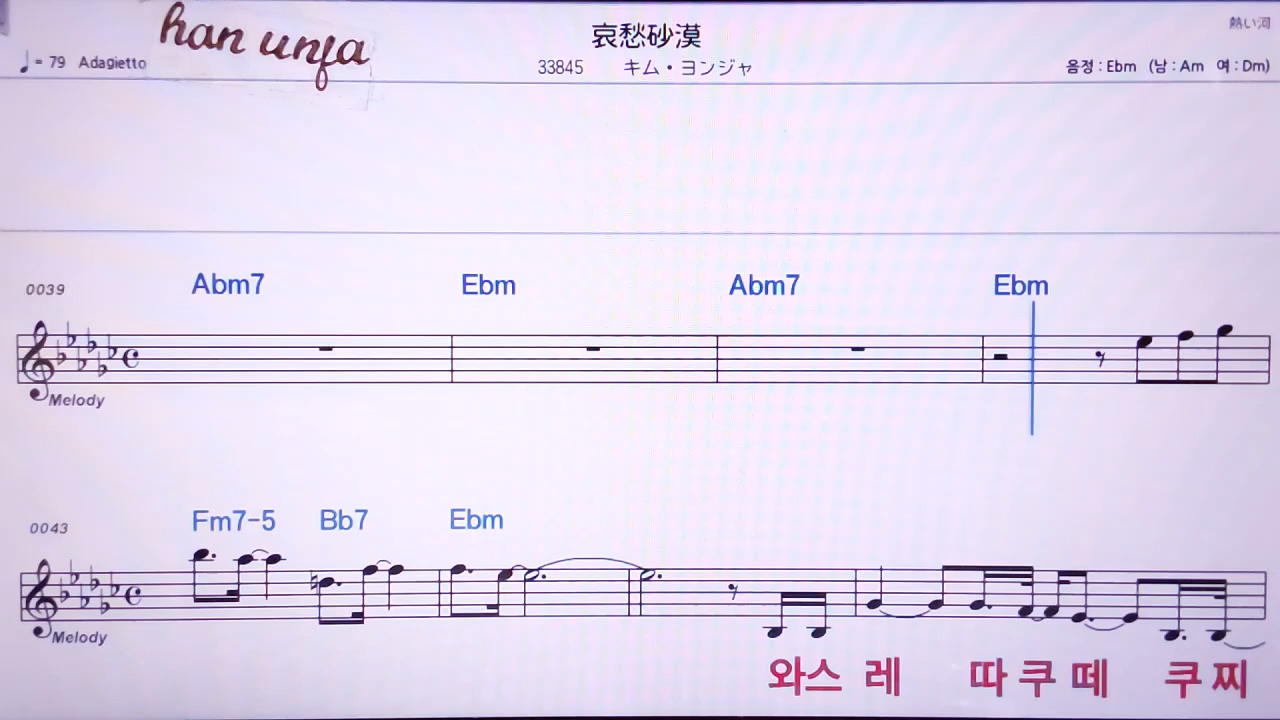 han unja
哀愁砂漠
熱い河
♩= 79 Adagietto
33845 キム・ヨンジャ
음정 : Ebm (남 : Am 여 : Dm)
0039 Abm7 Ebm Abm7 Ebm
Melody
0043 Fm7-5 Bb7 Ebm
Melody
와스 레 따 쿠 떼 쿠 찌